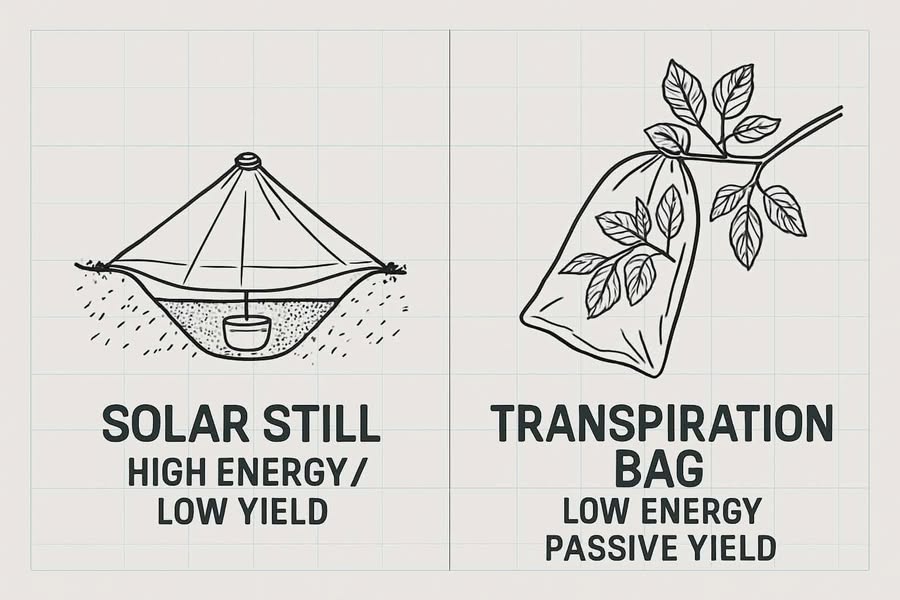 SOLAR STILL
HIGH ENERGY/
LOW YIELD
TRANSPIRATION
BAG
LOW ENERGY
PASSIVE YIELD